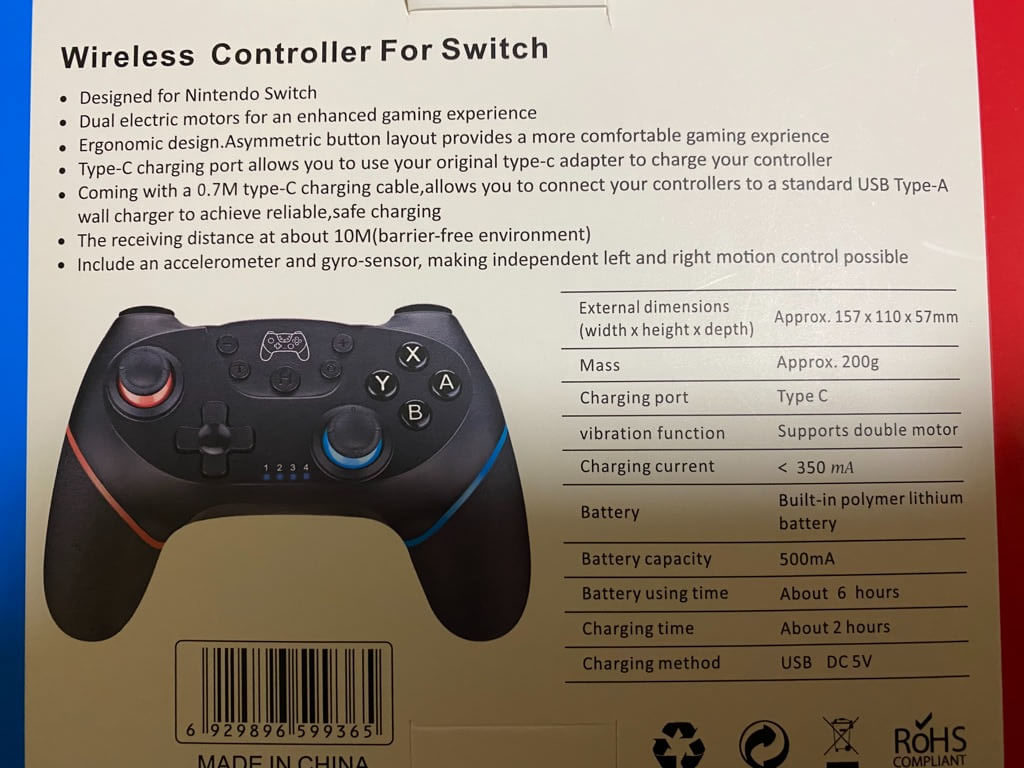 Wireless Controller For Switch
• Designed for Nintendo Switch
• Dual electric motors for an enhanced gaming experience
• Ergonomic design.Asymmetric button layout provides a more comfortable gaming exprience
• Type-C charging port allows you to use your original type-c adapter to charge your controller
• Coming with a 0.7M type-C charging cable,allows you to connect your controllers to a standard USB Type-A
wall charger to achieve reliable,safe charging
• The receiving distance at about 10M(barrier-free environment)
• Include an accelerometer and gyro-sensor, making independent left and right motion control possible
X
Y A
B
1 2 3 4
External dimensions
(width x height x depth) Approx. 157 x 110 x 57mm
Mass Approx. 200g
Charging port Type C
vibration function Supports double motor
Charging current < 350 mA
Battery Built-in polymer lithium
battery
Battery capacity 500mA
Battery using time About 6 hours
Charging time About 2 hours
Charging method USB DC 5V
6 929896 599365
MADE IN CHINA
RoHS
COMPLIANT